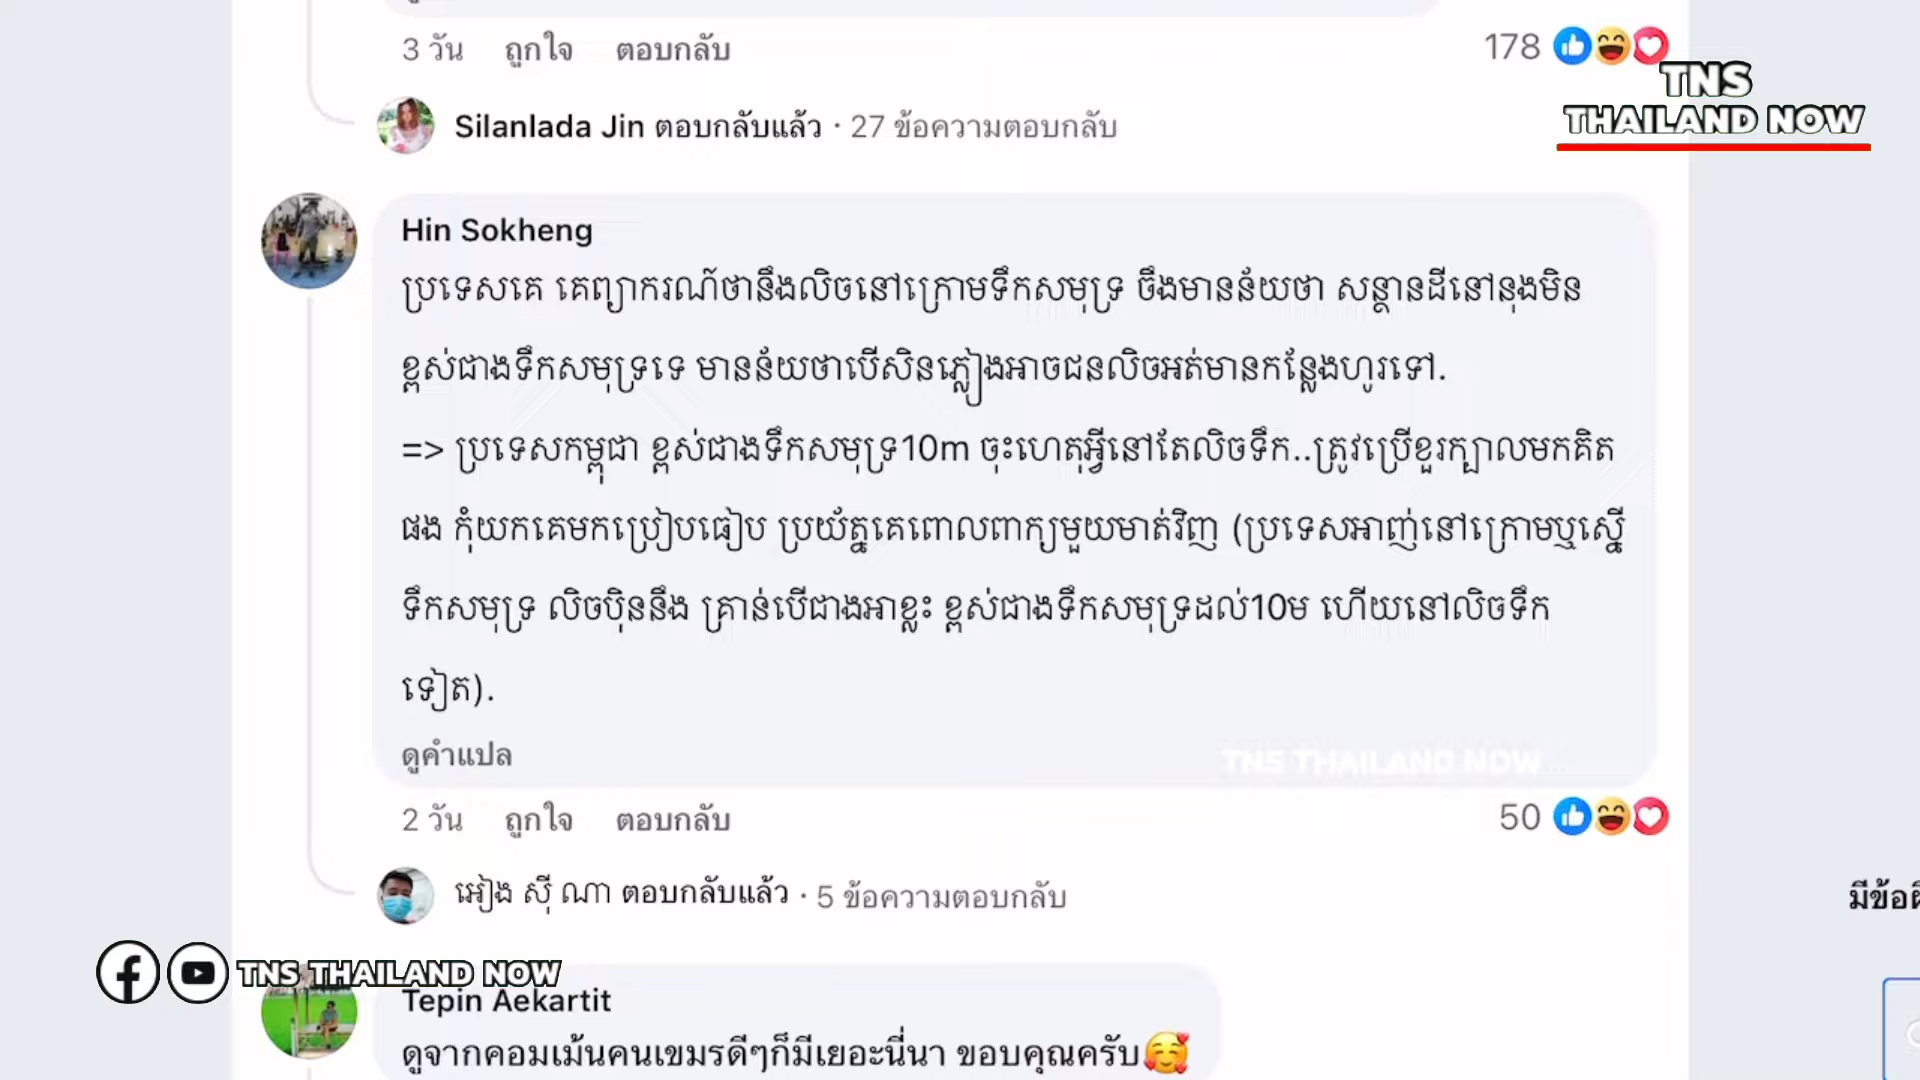 3 วัน ถูกใจ ตอบกลับ 178
TNS
THAILAND NOW
Silanlada Jin ตอบกลับแล้ว · 27 ข้อความตอบกลับ
Hin Sokheng
ប្រទេសគេ គេព្យាករណ៍ថានឹងលិចនៅក្រោមទឹកសមុទ្រ ចឹងមានន័យថា សន្ថានដីនៅនុងមិន
ខ្ពស់ជាងទឹកសមុទ្រទេ មានន័យថាបើសិនភ្លៀងអាចជនលិចអត់មានកន្លែងហូរទៅ.
=> ប្រទេសកម្ពុជា ខ្ពស់ជាងទឹកសមុទ្រ10m ចុះហេតុអ្វីនៅតែលិចទឹក..ត្រូវប្រើខួរក្បាលមកគិត
ផង កុំយកគេមកប្រៀបធៀប ប្រយ័ត្នគេពោលពាក្យមួយមាត់វិញ (ប្រទេសអាញ់នៅក្រោមឬស្នើ
ទឹកសមុទ្រ លិចប៉ិននឹង គ្រាន់បើជាងអាខ្លះ ខ្ពស់ជាងទឹកសមុទ្រដល់10ម ហើយនៅលិចទឹក
ទៀត).
ดูคำแปล
TNS THAILAND NOW
2 วัน ถูกใจ ตอบกลับ 50
អៀង ស៊ី ណា ตอบกลับแล้ว · 5 ข้อความตอบกลับ
TNS THAILAND NOW
Tepin Aekartit
ดูจากคอมเม้นคนเขมรดีๆก็มีเยอะนี่นา ขอบคุณครับ🥰